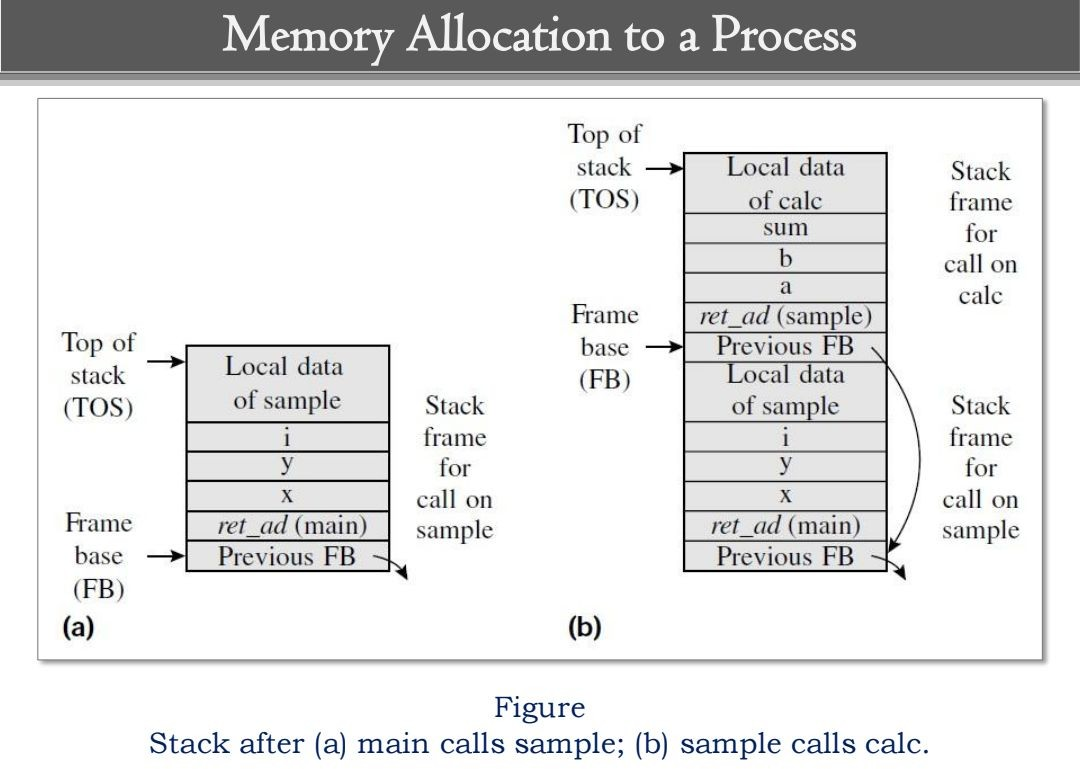 Memory Allocation to a Process
Top of
stack
(TOS)
Local data
of sample
i
y
x
ret_ad (main)
Previous FB
Frame
base
(FB)
Stack
frame
for
call on
sample
(a)
Top of
stack
(TOS)
Local data
of calc
sum
b
a
ret_ad (sample)
Previous FB
Local data
of sample
i
y
x
ret_ad (main)
Previous FB
Frame
base
(FB)
Stack
frame
for
call on
calc
Stack
frame
for
call on
sample
(b)
Figure
Stack after (a) main calls sample; (b) sample calls calc.